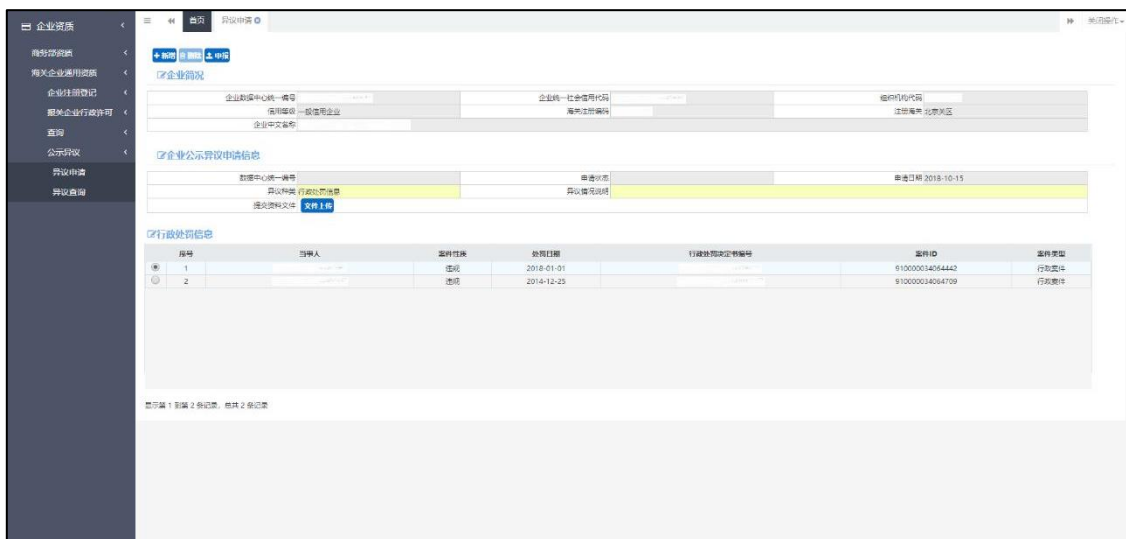 企业资质
首页 异议申请 关闭操作
商务部资质
海关企业通用资质
企业注册登记
报关企业行政许可
查询
公示异议
异议申请
异议查询
新增 删除 申报
企业简况
企业数据中心统一编号 企业统一社会信用代码 组织机构代码
信用等级 一般信用企业 海关注册编码 注册海关 北京关区
企业中文名称
企业公示异议申请信息
数据中心统一编号 申请状态 申请日期 2018-10-15
异议种类 行政处罚信息 异议情况说明
提交资料文件 文件上传
行政处罚信息
序号 当事人 案件性质 处罚日期 行政处罚决定书编号 案件ID 案件类型
1 违规 2018-01-01 910000034064442 行政案件
2 违规 2014-12-25 910000034064709 行政案件
显示第 1 到第 2 条记录，总共 2 条记录